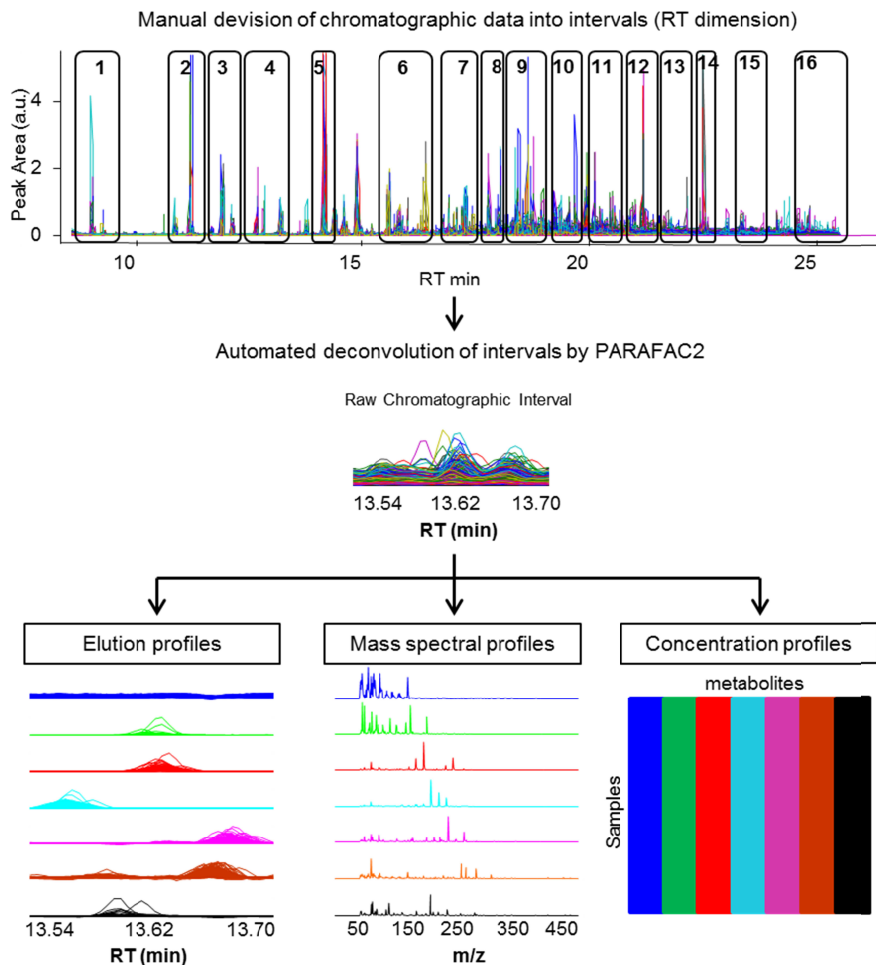 Manual devision of chromatographic data into intervals (RT dimension)
1 2 3 4 5 6 7 8 9 10 11 12 13 14 15 16
Peak Area (a.u.)
4
2
0
10 15 20 25
RT min
Automated deconvolution of intervals by PARAFAC2
Raw Chromatographic Interval
13.54 13.62 13.70
RT (min)
Elution profiles Mass spectral profiles Concentration profiles
metabolites
Samples
13.54 13.62 13.70 50 150 250 350 450
RT (min) m/z